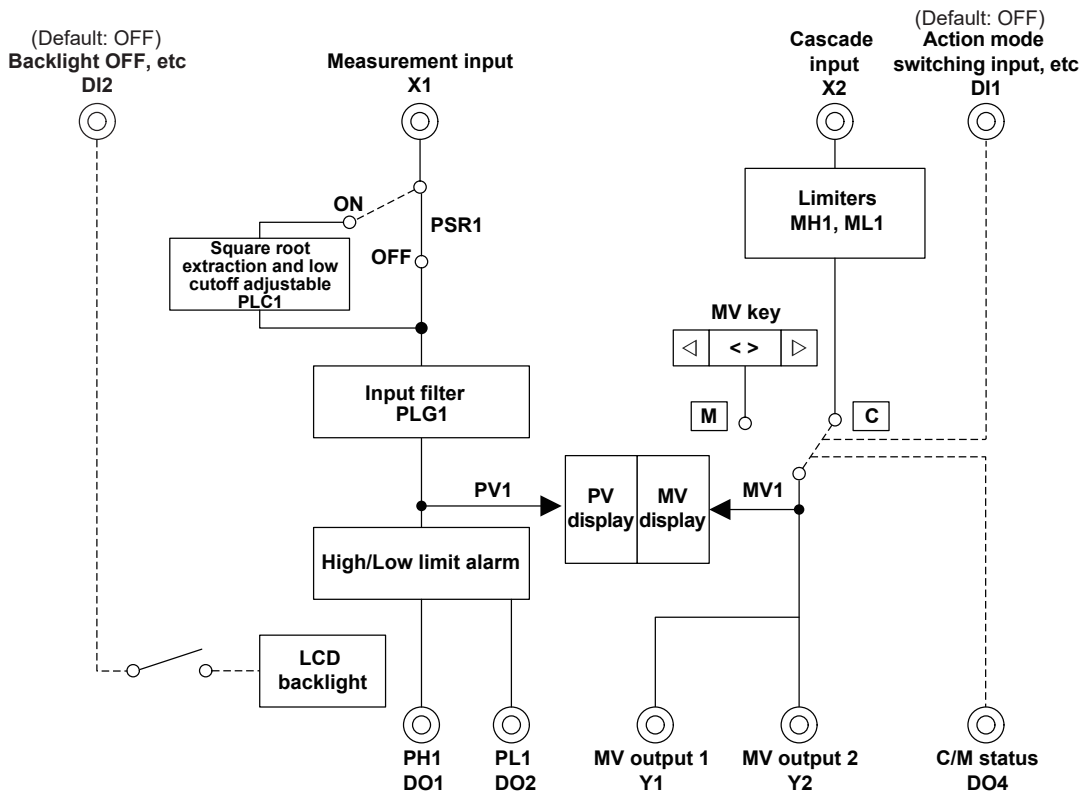 (Default: OFF)
Backlight OFF, etc
DI2
Measurement input
X1
Cascade
input
X2
(Default: OFF)
Action mode
switching input, etc
DI1
ON
PSR1
OFF
Square root
extraction and low
cutoff adjustable
PLC1
Limiters
MH1, ML1
MV key
< >
M
C
Input filter
PLG1
PV1
PV
display
MV
display
MV1
High/Low limit alarm
LCD
backlight
PH1
DO1
PL1
DO2
MV output 1
Y1
MV output 2
Y2
C/M status
DO4